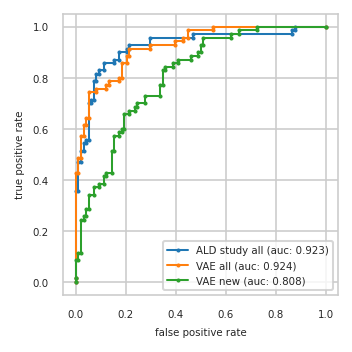 1.0
0.8
0.6
0.4
0.2
0.0
true positive rate
ALD study all (auc: 0.923)
VAE all (auc: 0.924)
VAE new (auc: 0.808)
0.0 0.2 0.4 0.6 0.8 1.0
false positive rate